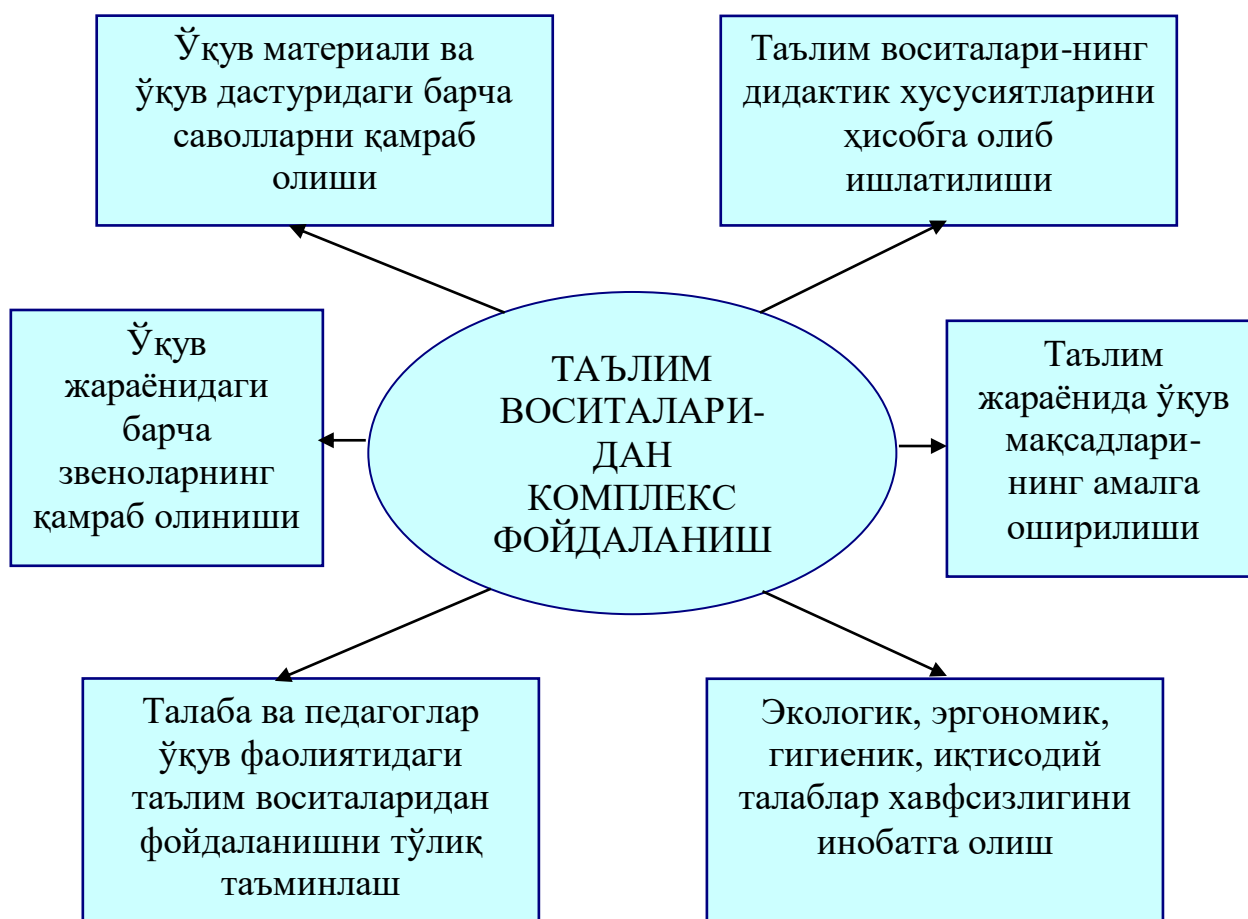 Ўқув материали ва
ўқув дастуридаги барча
саволларни қамраб
олиши
Таълим воситалари-нинг
дидактик хусусиятларини
ҳисобга олиб
ишлатилиши
Ўқув
жараёнидаги
барча
звеноларнинг
қамраб олиниши
ТАЪЛИМ
ВОСИТАЛАРИ-
ДАН
КОМПЛЕКС
ФОЙДАЛАНИШ
Таълим
жараёнида ўқув
мақсадлари-
нинг амалга
оширилиши
Талаба ва педагоглар
ўқув фаолиятидаги
таълим воситаларидан
фойдаланишни тўлиқ
таъминлаш
Экологик, эргономик,
гигиеник, иқтисодий
талаблар хавфсизлигини
инобатга олиш